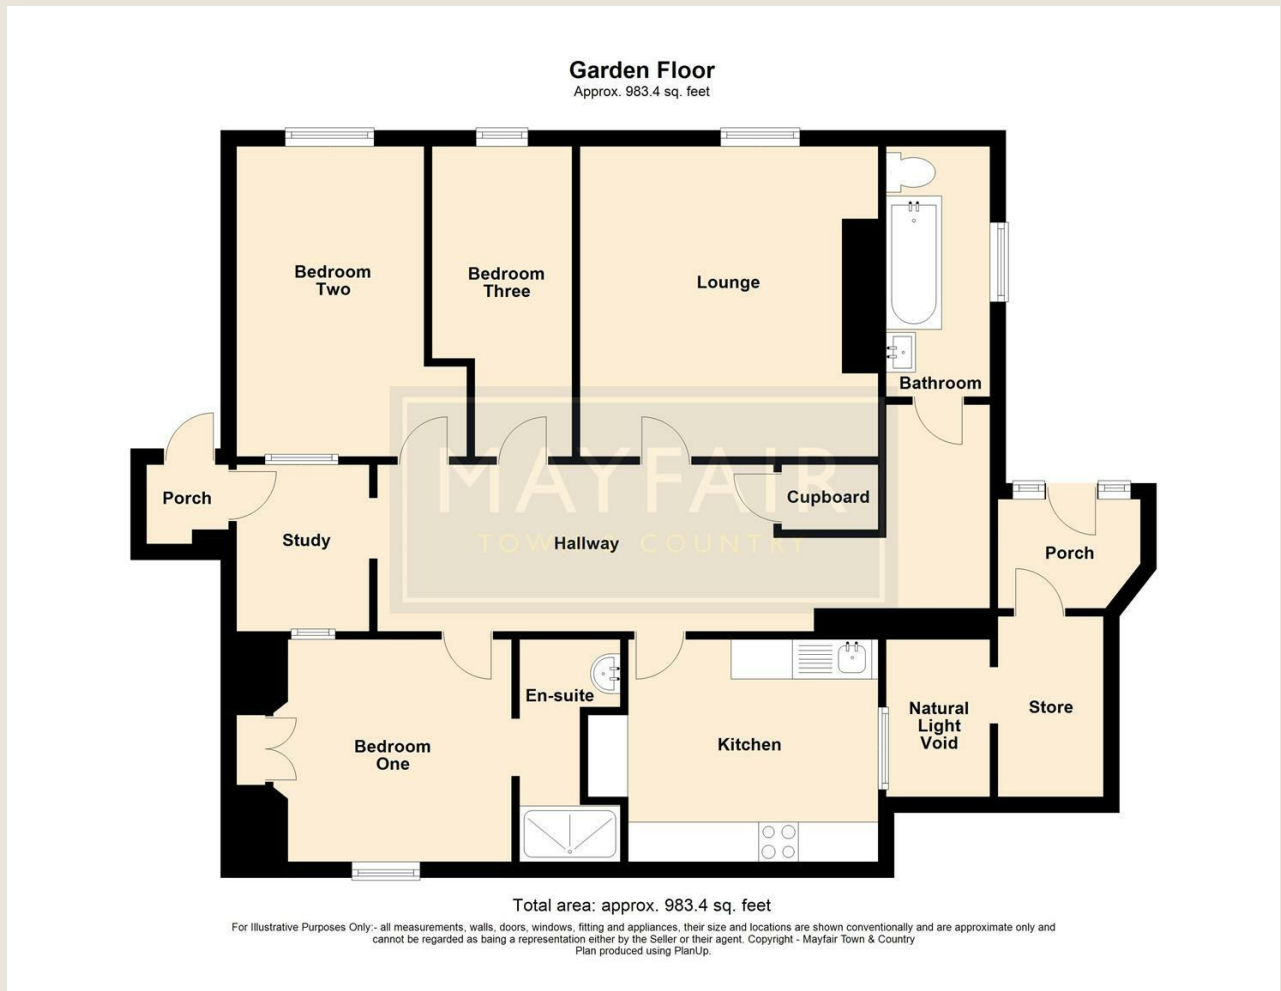 Garden Floor
Approx. 983.4 sq. feet
Bedroom
Two
Bedroom
Three
Lounge
Bathroom
Porch
Study
MAYFAIR
TOWN & COUNTRY
Hallway
Cupboard
Porch
En-suite
Bedroom
One
Kitchen
Natural
Light
Void
Store
Total area: approx. 983.4 sq. feet
For Illustrative Purposes Only:- all measurements, walls, doors, windows, fitting and appliances, their size and locations are shown conventionally and are approximate only and
cannot be regarded as baing a representation either by the Seller or their agent. Copyright - Mayfair Town & Country
Plan produced using PlanUp.